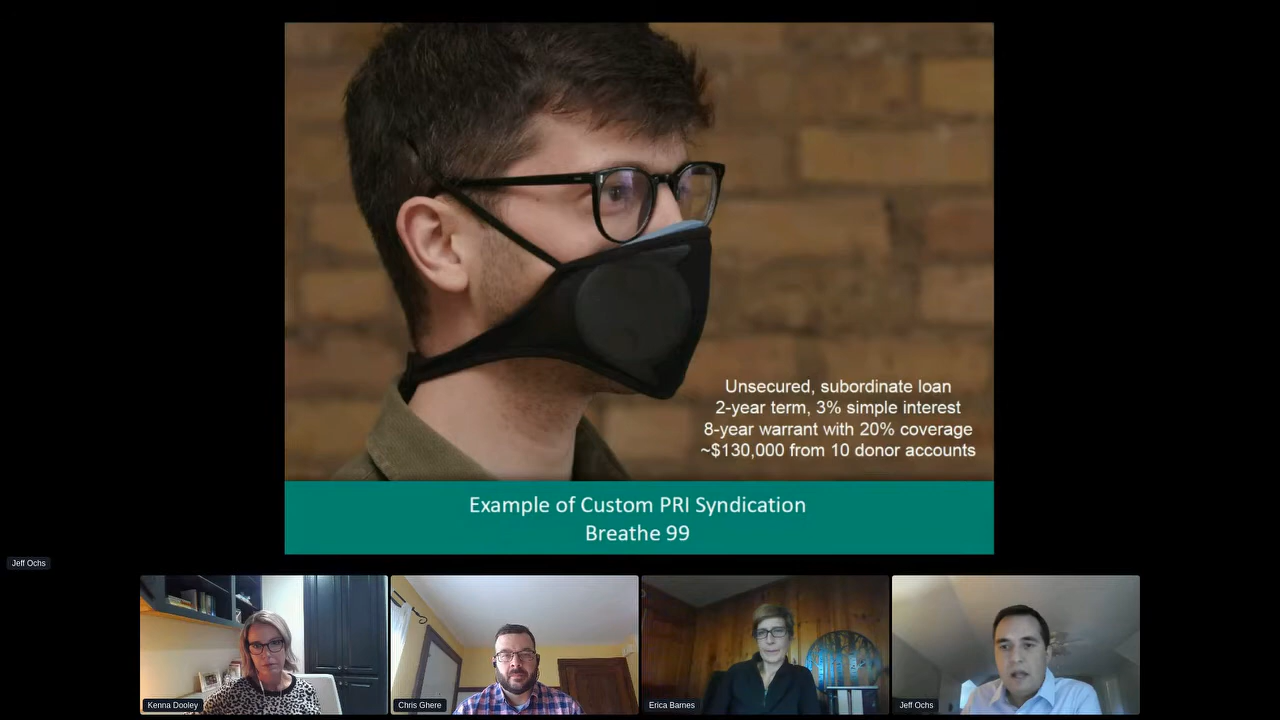 Unsecured, subordinate loan
2-year term, 3% simple interest
8-year warrant with 20% coverage
~$130,000 from 10 donor accounts
Example of Custom PRI Syndication
Breathe 99
Jeff Ochs
Kenna Dooley
Chris Ghere
Erica Barnes
Jeff Ochs